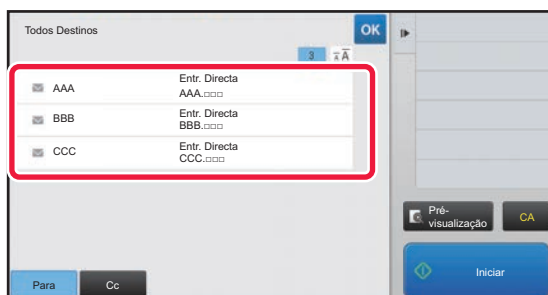 Todos Destinos
OK
3
AA
AAA
Entr. Directa
AAA.□□□
BBB
Entr. Directa
BBB.□□□
CCC
Entr. Directa
CCC.□□□
Pré-
visualização
CA
Para
Cc
Iniciar